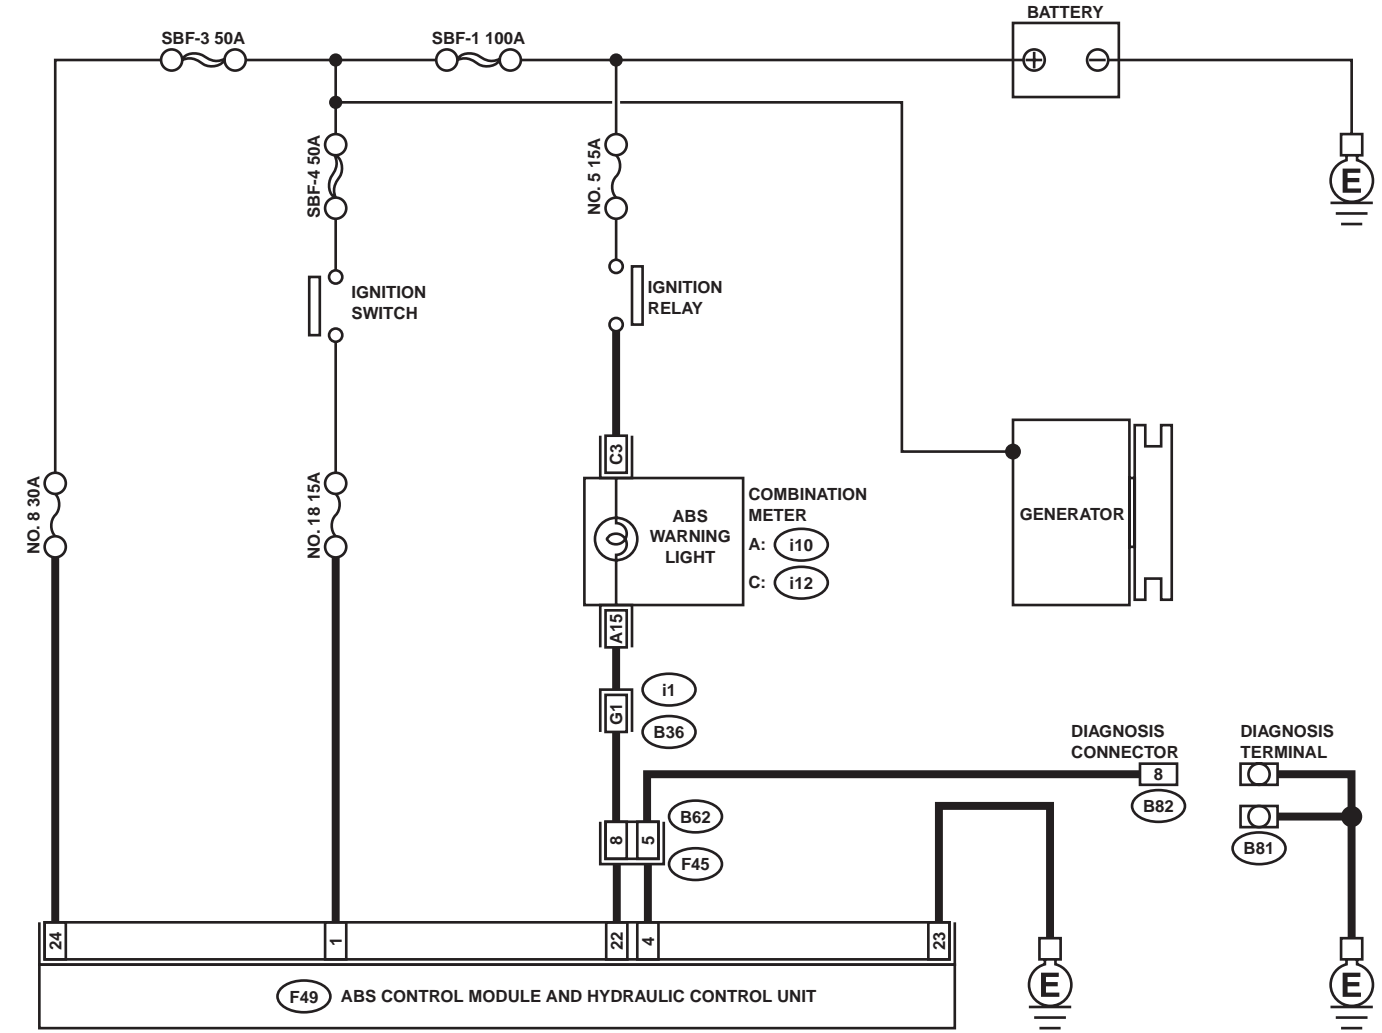 BATTERY
SBF-3 50A
SBF-1 100A
SBF-4 50A
NO. 5 15A
E
IGNITION
SWITCH
IGNITION
RELAY
C3
NO. 8 30A
NO. 18 15A
ABS
WARNING
LIGHT
COMBINATION
METER
A: i10
C: i12
GENERATOR
A15
i1
G1
B36
DIAGNOSIS
CONNECTOR
8
B82
DIAGNOSIS
TERMINAL
B81
B62
8
5
F45
24
1
22
4
23
E
E
F49
ABS CONTROL MODULE AND HYDRAULIC CONTROL UNIT